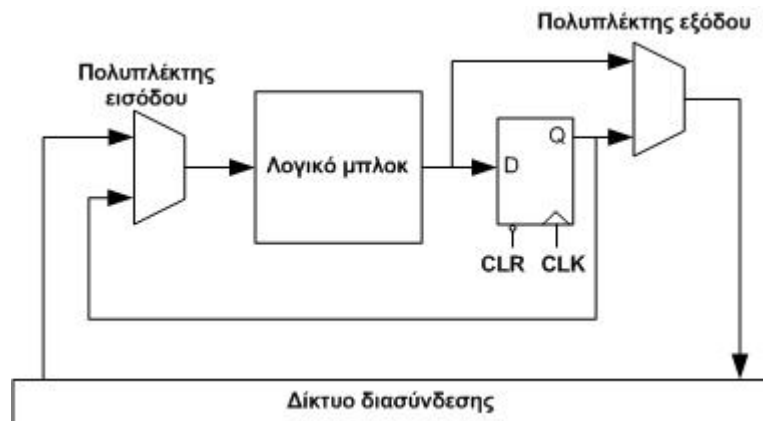 Πολυπλέκτης εξόδου
Πολυπλέκτης
εισόδου
Λογικό μπλοκ
D
Q
CLR
CLK
Δίκτυο διασύνδεσης